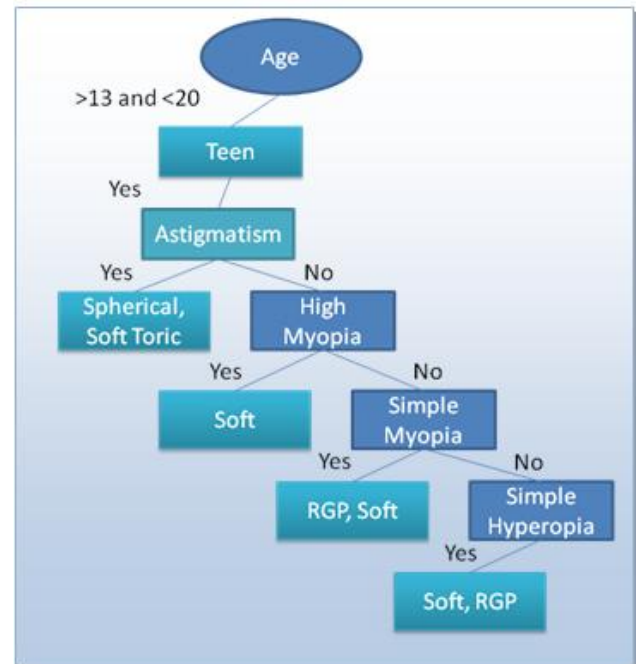 Age
>13 and <20
Teen
Yes
Astigmatism
Yes
No
Spherical,
Soft Toric
High
Myopia
Yes
No
Soft
Simple
Myopia
Yes
No
RGP, Soft
Simple
Hyperopia
Yes
Soft, RGP